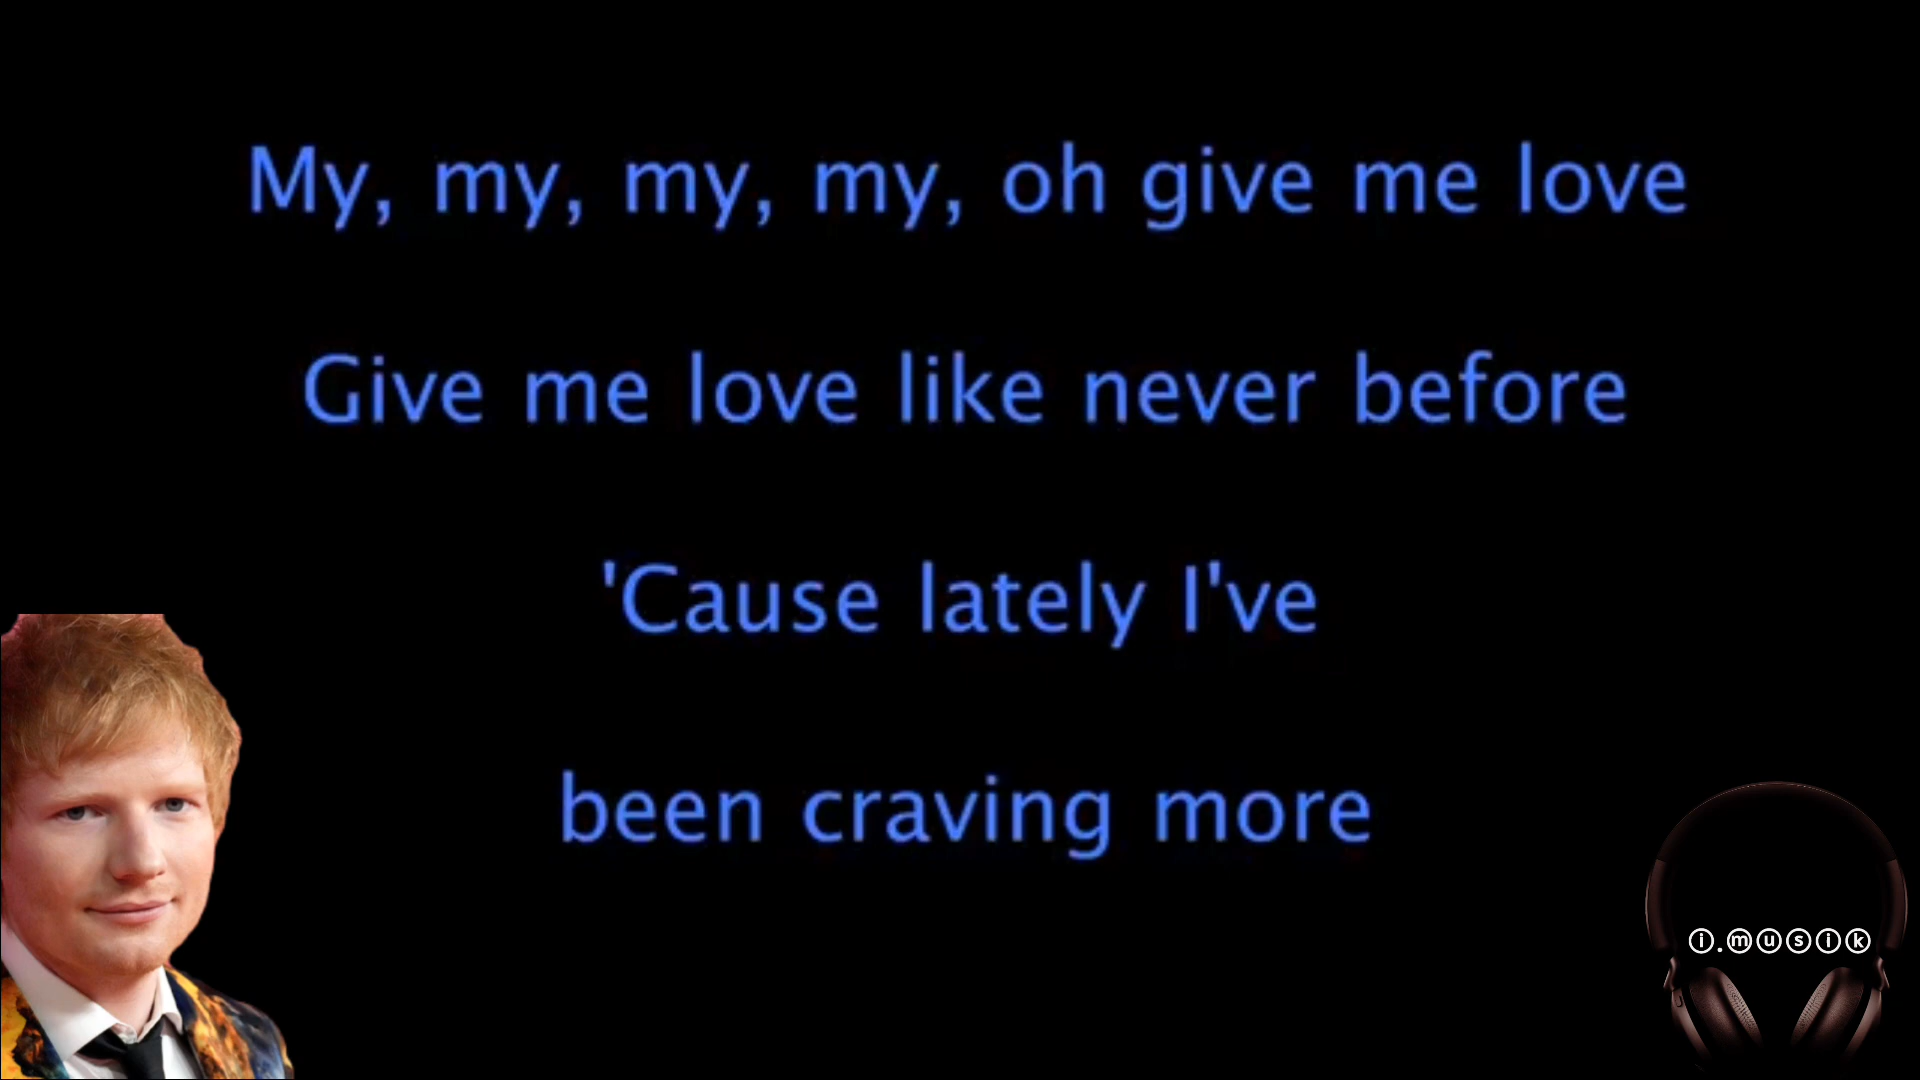 My, my, my, my, oh give me love
Give me love like never before
'Cause lately I've
been craving more
i.musik